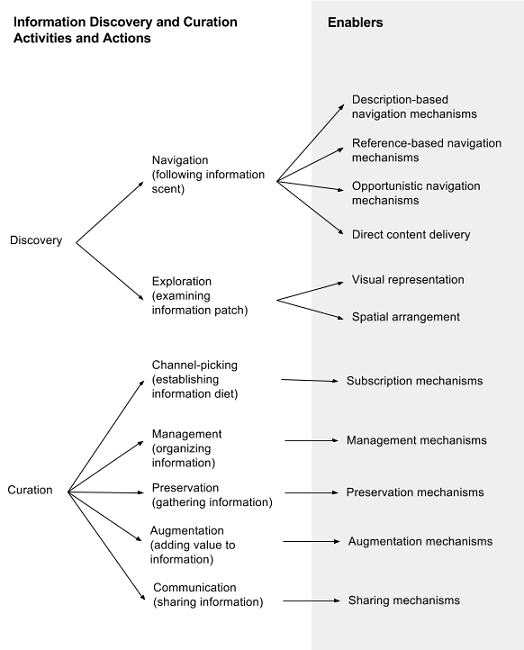 Information Discovery and Curation
Activities and Actions
Enablers
Discovery
Navigation
(following information
scent)
Description-based
navigation mechanisms
Reference-based navigation
mechanisms
Opportunistic navigation
mechanisms
Direct content delivery
Exploration
(examining
information patch)
Visual representation
Spatial arrangement
Curation
Channel-picking
(establishing
information diet)
Subscription mechanisms
Management
(organizing
information)
Management mechanisms
Preservation
(gathering information)
Preservation mechanisms
Augmentation
(adding value to
information)
Augmentation mechanisms
Communication
(sharing information)
Sharing mechanisms